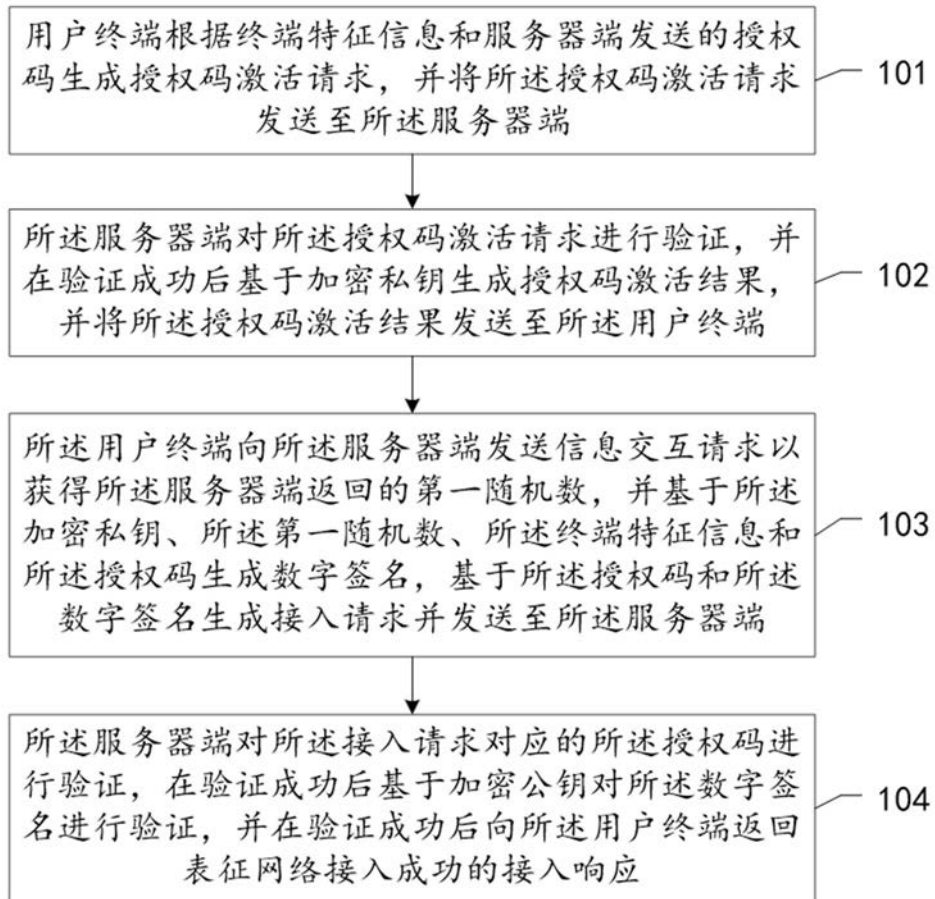 用户终端根据终端特征信息和服务器端发送的授权
码生成授权码激活请求，并将所述授权码激活请求
发送至所述服务器端
101
所述服务器端对所述授权码激活请求进行验证，并
在验证成功后基于加密私钥生成授权码激活结果，
并将所述授权码激活结果发送至所述用户终端
102
所述用户终端向所述服务器端发送信息交互请求以
获得所述服务器端返回的第一随机数，并基于所述
加密私钥、所述第一随机数、所述终端特征信息和
所述授权码生成数字签名，基于所述授权码和所述
数字签名生成接入请求并发送至所述服务器端
103
所述服务器端对所述接入请求对应的所述授权码进
行验证，在验证成功后基于加密公钥对所述数字签
名进行验证，并在验证成功后向所述用户终端返回
表征网络接入成功的接入响应
104